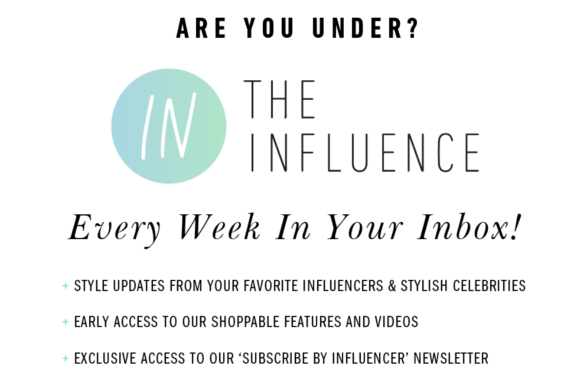 ARE YOU UNDER?
IN
THE
INFLUENCE
Every Week In Your Inbox!
+ STYLE UPDATES FROM YOUR FAVORITE INFLUENCERS & STYLISH CELEBRITIES
+ EARLY ACCESS TO OUR SHOPPABLE FEATURES AND VIDEOS
+ EXCLUSIVE ACCESS TO OUR ‘SUBSCRIBE BY INFLUENCER’ NEWSLETTER